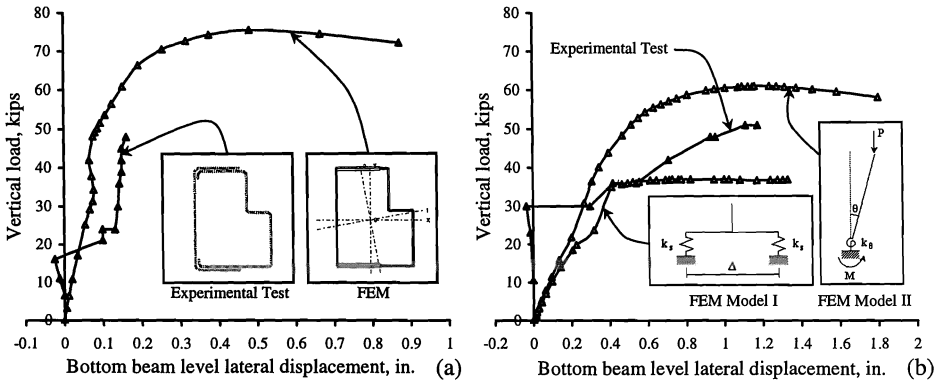 80
70
60
50
40
30
20
10
0
Vertical load, kips
-0.1 0 0.1 0.2 0.3 0.4 0.5 0.6 0.7 0.8 0.9 1
Bottom beam level lateral displacement, in. (a)
Experimental Test
FEM
80
70
60
50
40
30
20
10
0
Vertical load, kips
-0.2 0 0.2 0.4 0.6 0.8 1 1.2 1.4 1.6 1.8 2
Bottom beam level lateral displacement, in. (b)
Experimental Test
ks ks
Δ
FEM Model I
P
θ
kθ
M
FEM Model II